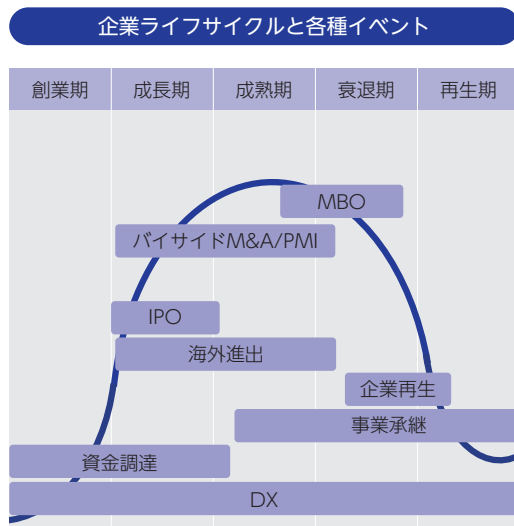 企業ライフサイクルと各種イベント
創業期 成長期 成熟期 衰退期 再生期
MBO
バイサイドM&A/PMI
IPO
海外進出
企業再生
事業承継
資金調達
DX